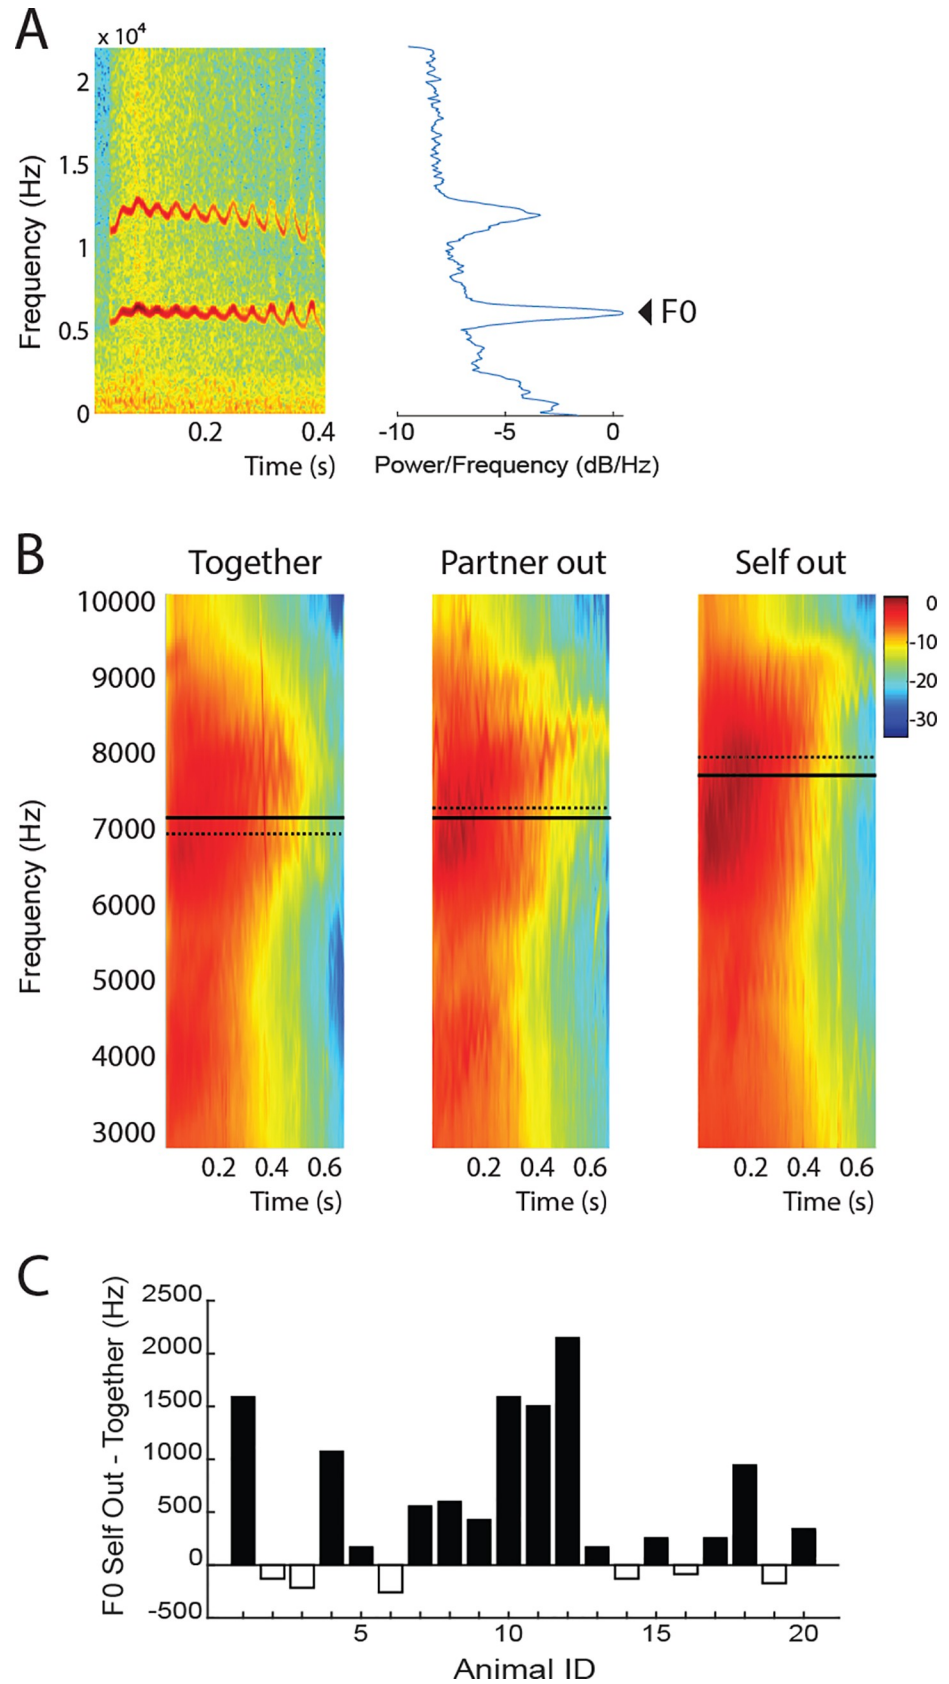 A
x 10⁴
2
1.5
1
0.5
0
Frequency (Hz)
0.2 0.4
Time (s)
-10 -5 0
Power/Frequency (dB/Hz)
F0
B
Together Partner out Self out
10000
9000
8000
7000
6000
5000
4000
3000
Frequency (Hz)
0
-10
-20
-30
0.2 0.4 0.6 0.2 0.4 0.6 0.2 0.4 0.6
Time (s) Time (s) Time (s)
C
F0 Self Out - Together (Hz)
2500
2000
1500
1000
500
0
-500
5 10 15 20
Animal ID